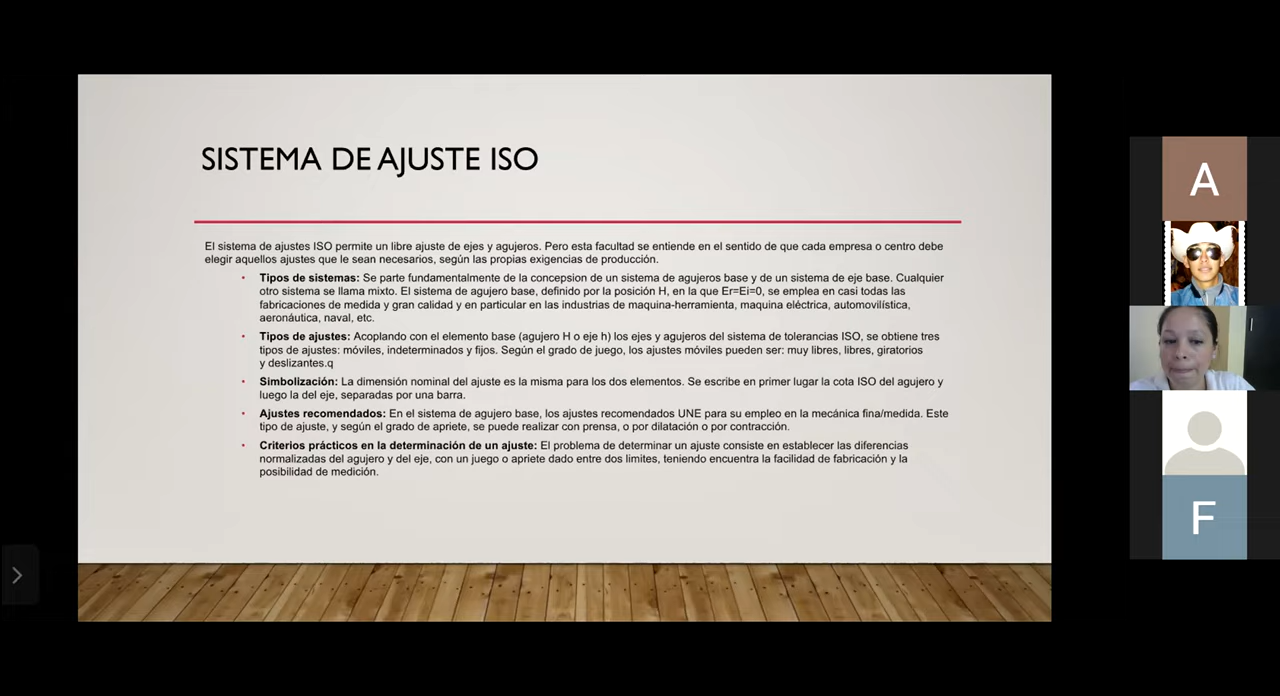 SISTEMA DE AJUSTE ISO
El sistema de ajustes ISO permite un libre ajuste de ejes y agujeros. Pero esta facultad se entiende en el sentido de que cada empresa o centro debe
elegir aquellos ajustes que le sean necesarios, según las propias exigencias de producción.
• Tipos de sistemas: Se parte fundamentalmente de la concepsion de un sistema de agujeros base y de un sistema de eje base. Cualquier
otro sistema se llama mixto. El sistema de agujero base, definido por la posición H, en la que Er=Ei=0, se emplea en casi todas las
fabricaciones de medida y gran calidad y en particular en las industrias de maquina-herramienta, maquina eléctrica, automovilística,
aeronáutica, naval, etc.
• Tipos de ajustes: Acoplando con el elemento base (agujero H o eje h) los ejes y agujeros del sistema de tolerancias ISO, se obtiene tres
tipos de ajustes: móviles, indeterminados y fijos. Según el grado de juego, los ajustes móviles pueden ser: muy libres, libres, giratorios
y deslizantes.q
• Simbolización: La dimensión nominal del ajuste es la misma para los dos elementos. Se escribe en primer lugar la cota ISO del agujero y
luego la del eje, separadas por una barra.
• Ajustes recomendados: En el sistema de agujero base, los ajustes recomendados UNE para su empleo en la mecánica fina/medida. Este
tipo de ajuste, y según el grado de apriete, se puede realizar con prensa, o por dilatación o por contracción.
• Criterios prácticos en la determinación de un ajuste: El problema de determinar un ajuste consiste en establecer las diferencias
normalizadas del agujero y del eje, con un juego o apriete dado entre dos limites, teniendo encuentra la facilidad de fabricación y la
posibilidad de medición.
A
F